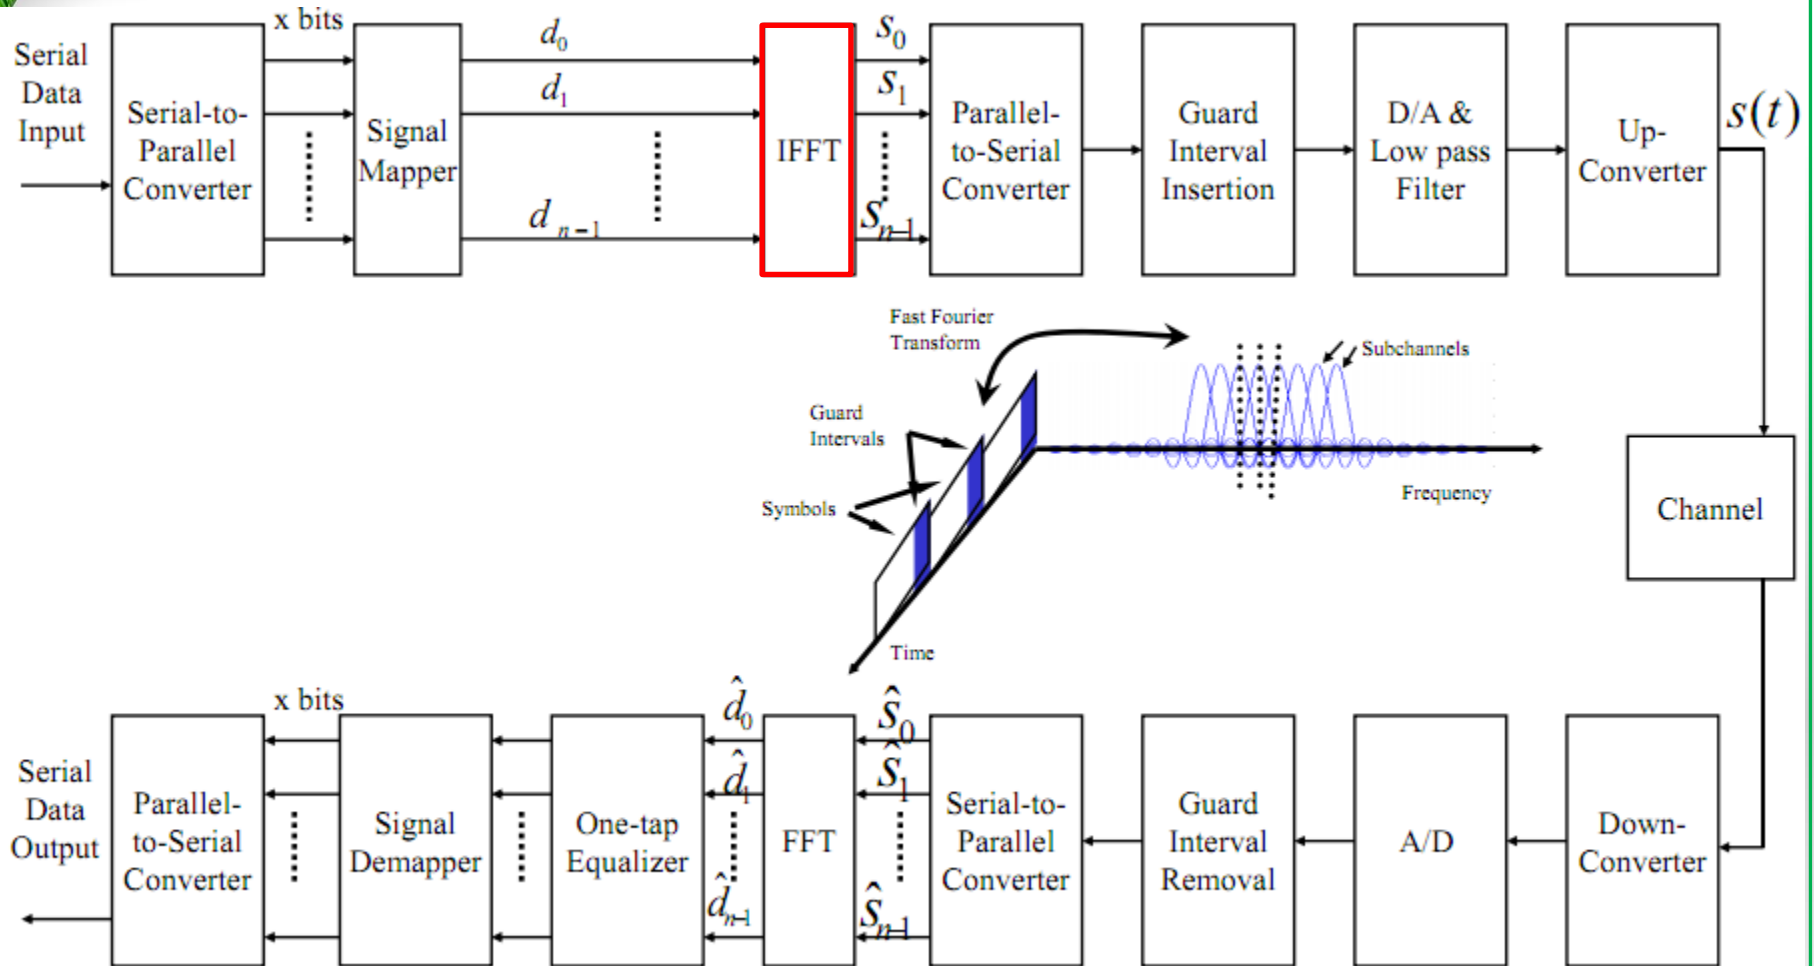 x bits
Serial
Data
Input
Serial-to-
Parallel
Converter
Signal
Mapper
d₀
d₁
d ₙ₋₁
IFFT
s₀
s₁
sₙ₋₁
Parallel-
to-Serial
Converter
Guard
Interval
Insertion
D/A &
Low pass
Filter
Up-
Converter
s(t)
Fast Fourier
Transform
Subchannels
Guard
Intervals
Symbols
Frequency
Time
Channel
x bits
Serial
Data
Output
Parallel-
to-Serial
Converter
Signal
Demapper
One-tap
Equalizer
d̂₀
d̂₁
d̂ₙ₋₁
FFT
ŝ₀
ŝ₁
ŝₙ₋₁
Serial-to-
Parallel
Converter
Guard
Interval
Removal
A/D
Down-
Converter